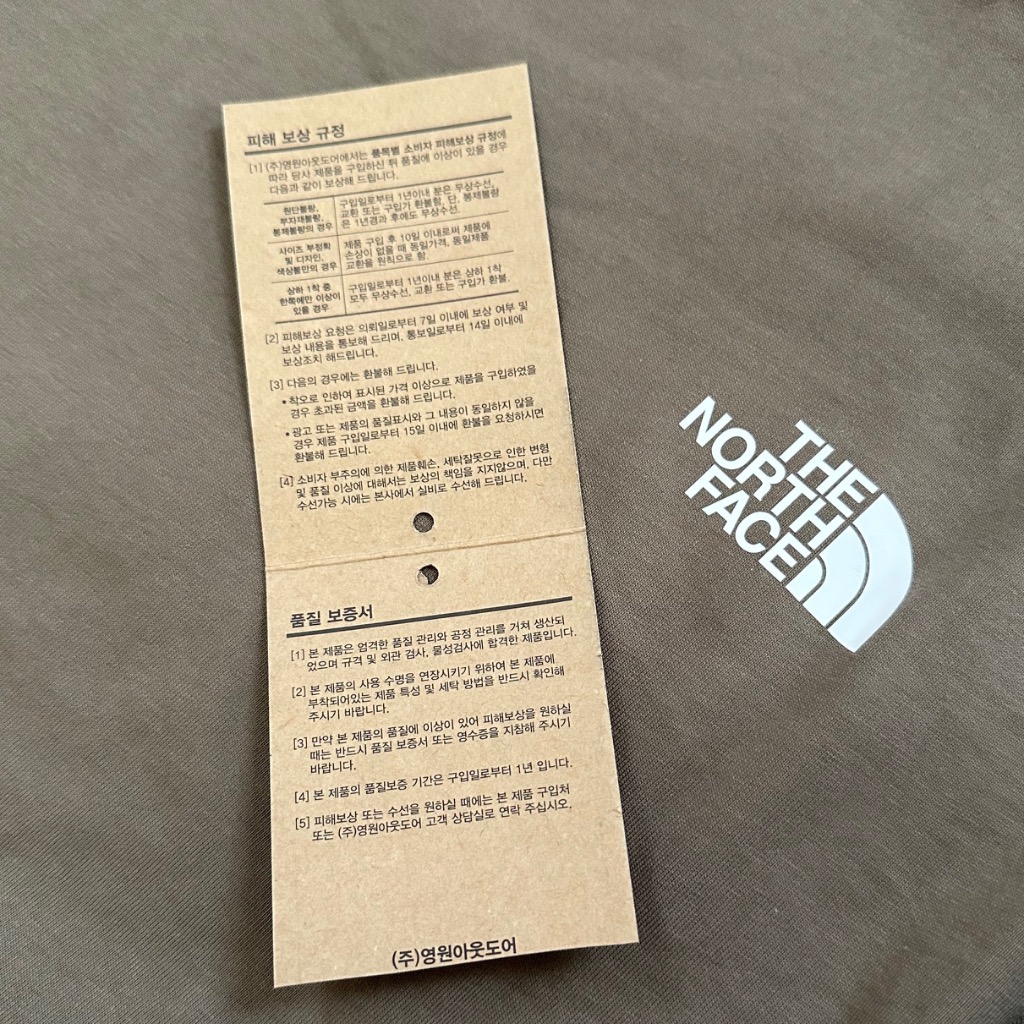 피해 보상 규정
[1] (주)영원아웃도어에서는 품목별 소비자 피해보상 규정에
따라 당사 제품을 구입하신 뒤 품질에 이상이 있을 경우
다음과 같이 보상해 드립니다.
원단불량,
부자재불량,
봉제불량의 경우
구입일로부터 1년이내 분은 무상수선,
교환 또는 구입가 환불함. 단, 봉제불량
은 1년경과 후에도 무상수선.
사이즈 부정확
및 디자인,
색상불만의 경우
제품 구입 후 10일 이내로써 제품에
손상이 없을 때 동일가격, 동일제품
교환을 원칙으로 함.
상하 1착 중
한쪽에만 이상이
있을 경우
구입일로부터 1년이내 분은 상하 1착
모두 무상수선, 교환 또는 구입가 환불.
[2] 피해보상 요청은 의뢰일로부터 7일 이내에 보상 여부 및
보상 내용을 통보해 드리며, 통보일로부터 14일 이내에
보상조치 해드립니다.
[3] 다음의 경우에는 환불해 드립니다.
• 착오로 인하여 표시된 가격 이상으로 제품을 구입하였을
경우 초과된 금액을 환불해 드립니다.
• 광고 또는 제품의 품질표시와 그 내용이 동일하지 않을
경우 제품 구입일로부터 15일 이내에 환불을 요청하시면
환불해 드립니다.
[4] 소비자 부주의에 의한 제품훼손, 세탁잘못으로 인한 변형
및 품질 이상에 대해서는 보상의 책임을 지지않으며, 다만
수선가능 시에는 본사에서 실비로 수선해 드립니다.
품질 보증서
[1] 본 제품은 엄격한 품질 관리와 공정 관리를 거쳐 생산되
었으며 규격 및 외관 검사, 물성검사에 합격한 제품입니다.
[2] 본 제품의 사용 수명을 연장시키기 위하여 본 제품에
부착되어있는 제품 특성 및 세탁 방법을 반드시 확인해
주시기 바랍니다.
[3] 만약 본 제품의 품질에 이상이 있어 피해보상을 원하실
때는 반드시 품질 보증서 또는 영수증을 지참해 주시기
바랍니다.
[4] 본 제품의 품질보증 기간은 구입일로부터 1년 입니다.
[5] 피해보상 또는 수선을 원하실 때에는 본 제품 구입처
또는 (주)영원아웃도어 고객 상담실로 연락 주십시오.
(주)영원아웃도어
THE
NORTH
FACE